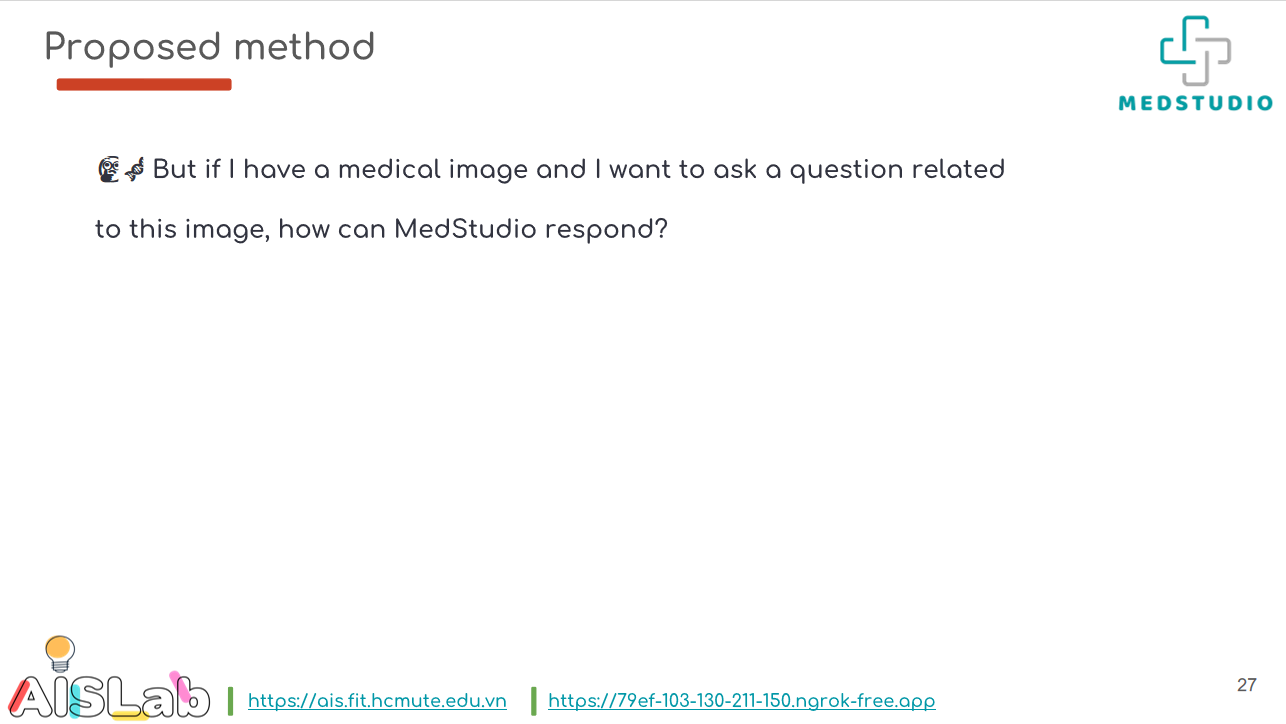 Proposed method
MEDSTUDIO
But if I have a medical image and I want to ask a question related
to this image, how can MedStudio respond?
AISLab
https://ais.fit.hcmute.edu.vn
https://79ef-103-130-211-150.ngrok-free.app
27